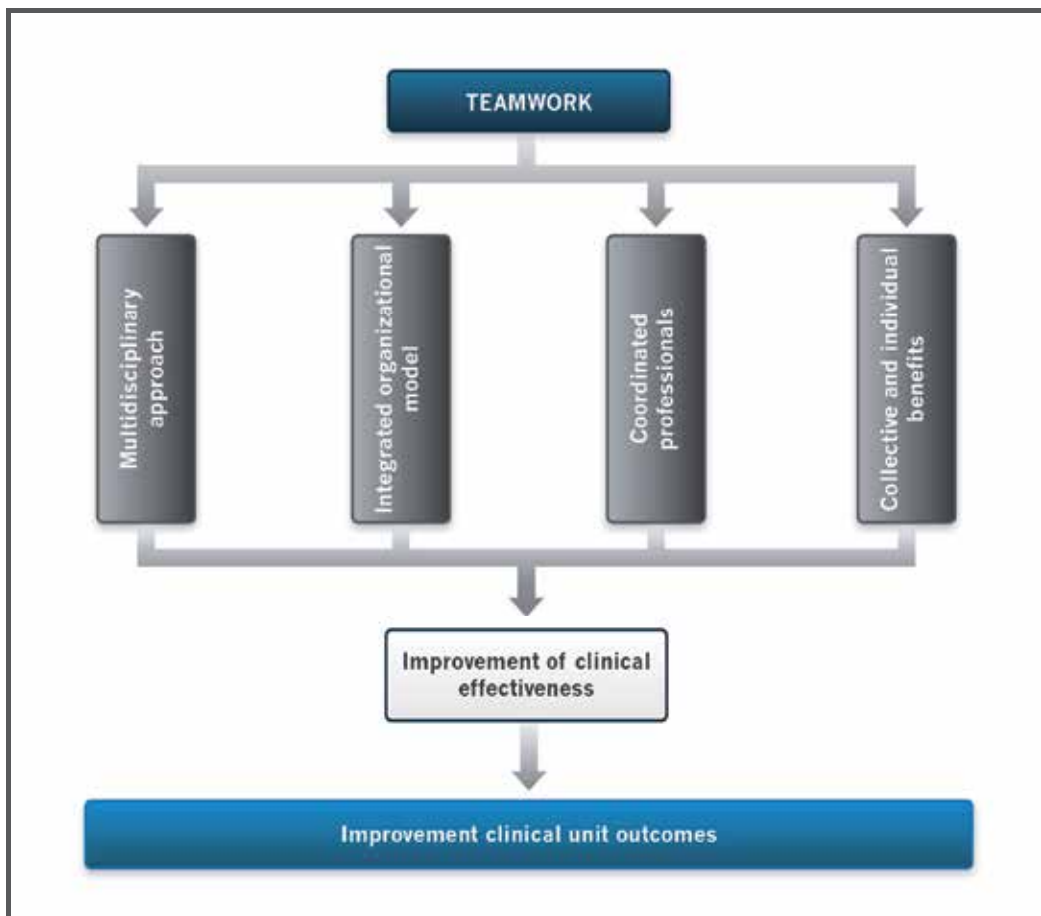 TEAMWORK
Multidisciplinary
approach
Integrated organizational
model
Coordinated
professionals
Collective and individual
benefits
Improvement of clinical
effectiveness
Improvement clinical unit outcomes